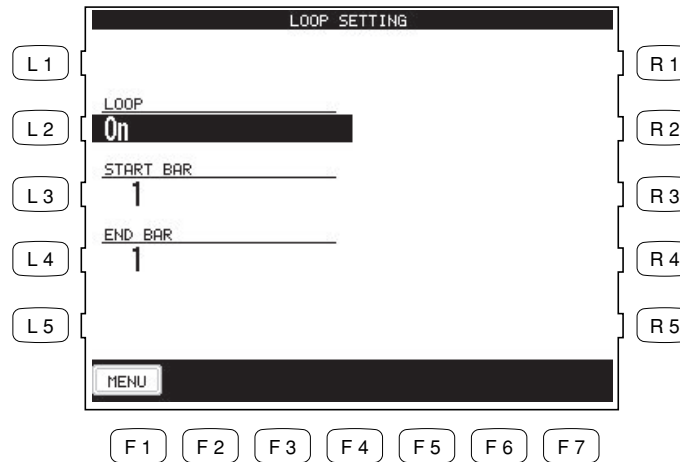 LOOP SETTING
L 1
R 1
LOOP
L 2
On
R 2
START BAR
L 3
1
R 3
END BAR
L 4
1
R 4
L 5
R 5
MENU
F 1 F 2 F 3 F 4 F 5 F 6 F 7